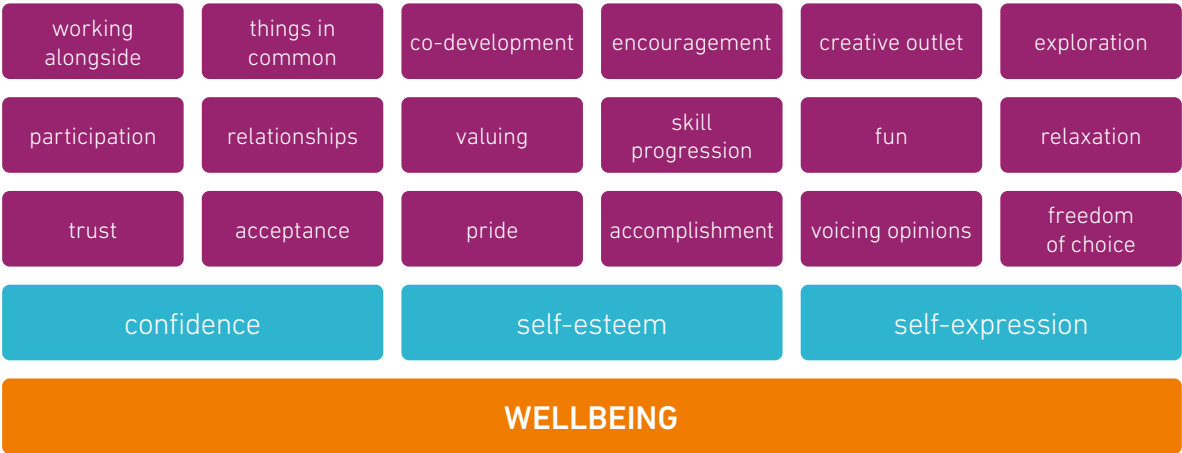 working
alongside
things in
common
co-development
encouragement
creative outlet
exploration
participation
relationships
valuing
skill
progression
fun
relaxation
trust
acceptance
pride
accomplishment
voicing opinions
freedom
of choice
confidence
self-esteem
self-expression
WELLBEING